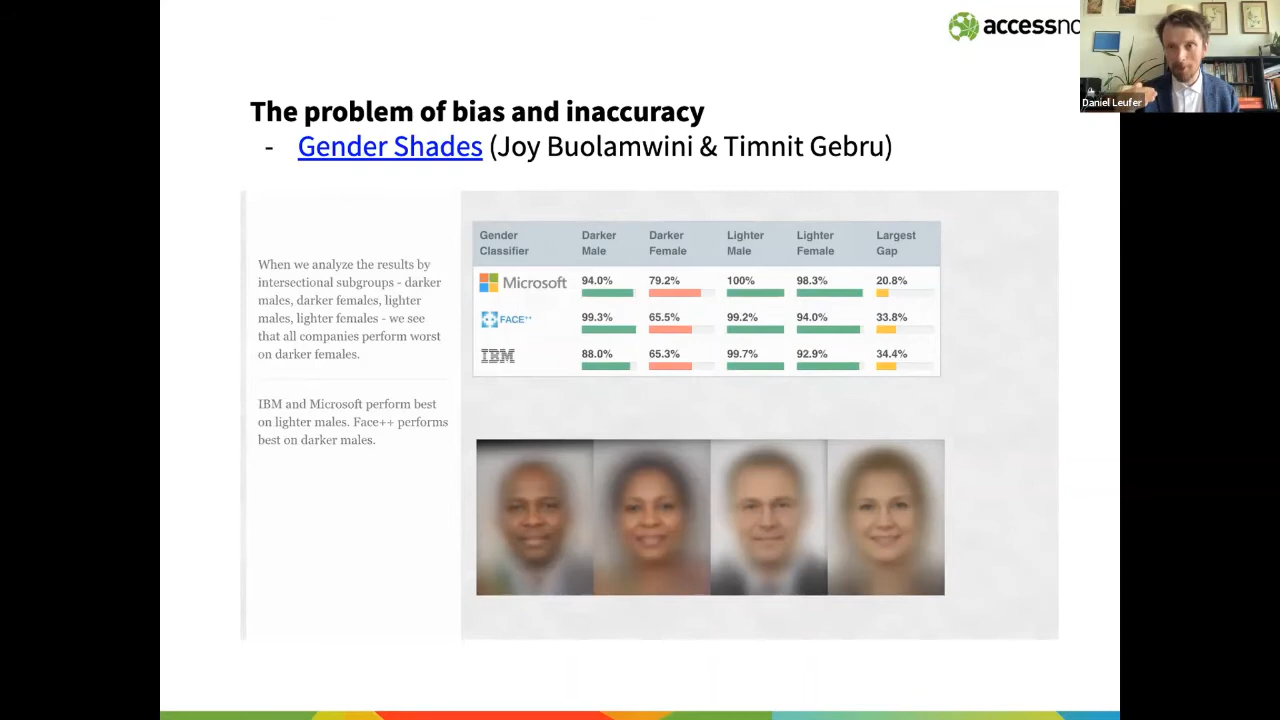 accessno
Daniel Leufer
The problem of bias and inaccuracy
- Gender Shades (Joy Buolamwini & Timnit Gebru)
When we analyze the results by
intersectional subgroups - darker
males, darker females, lighter
males, lighter females - we see
that all companies perform worst
on darker females.
IBM and Microsoft perform best
on lighter males. Face++ performs
best on darker males.
Gender Classifier Darker Male Darker Female Lighter Male Lighter Female Largest Gap
Microsoft 94.0% 79.2% 100% 98.3% 20.8%
FACE++ 99.3% 65.5% 99.2% 94.0% 33.8%
IBM 88.0% 65.3% 99.7% 92.9% 34.4%